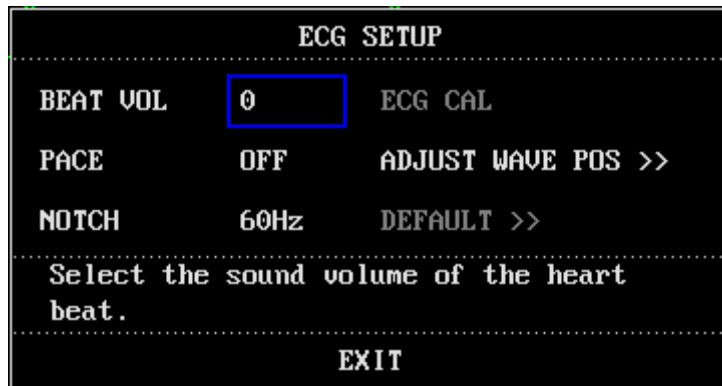 ECG SETUP
BEAT VOL 0 ECG CAL
PACE OFF ADJUST WAVE POS >>
NOTCH 60Hz DEFAULT >>
Select the sound volume of the heart
beat.
EXIT